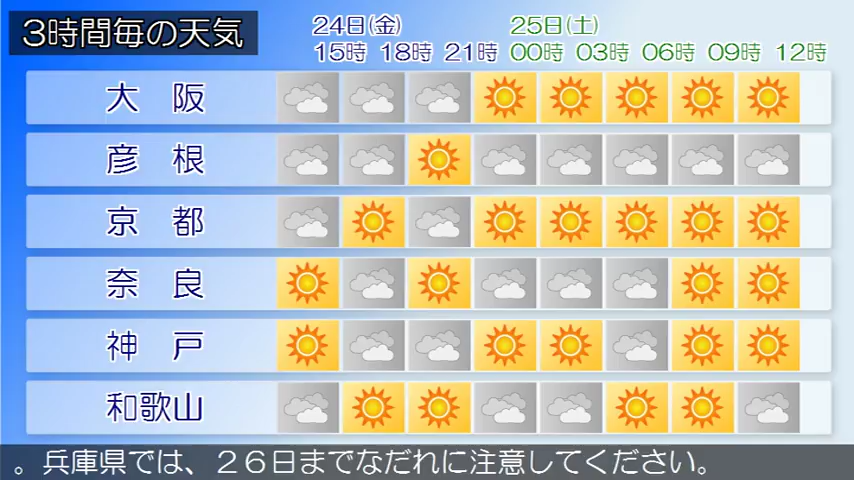 3時間毎の天気
24日(金) 25日(土)
15時 18時 21時 00時 03時 06時 09時 12時
大阪
彦根
京都
奈良
神戸
和歌山
。兵庫県では、２６日までなだれに注意してください。